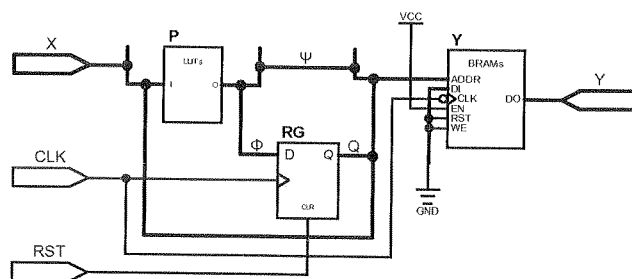 X
P
LUTs
I
O
Ψ
VCC
Y
BRAMs
ADDR
DI
CLK
EN
RST
WE
DO
Y
Φ
RG
D
Q
Q
CLR
CLK
GND
RST